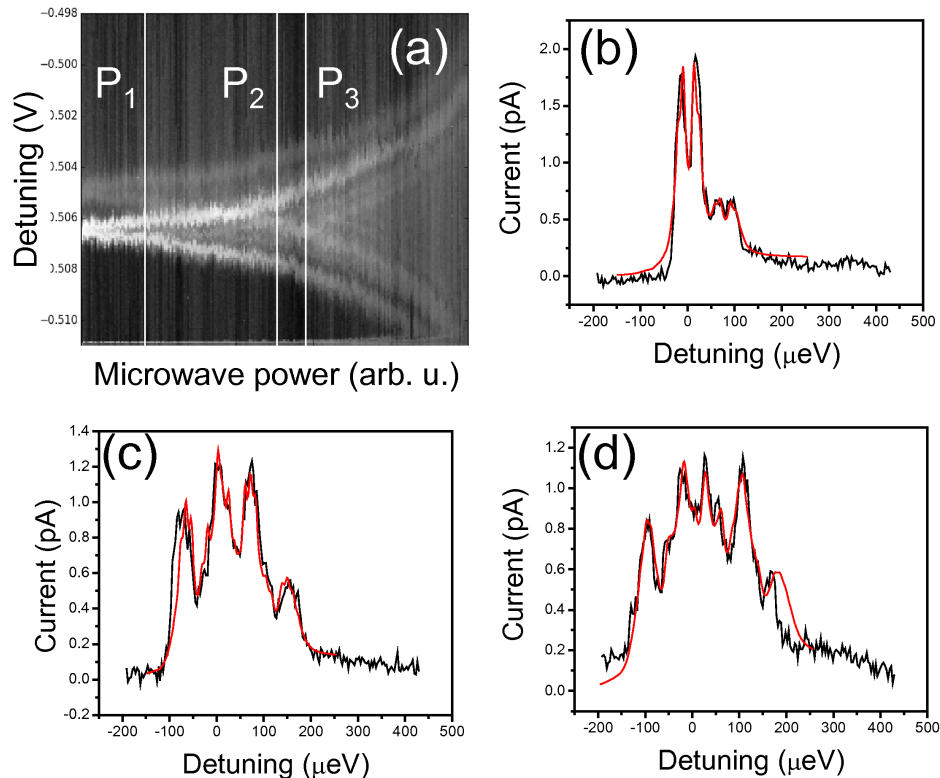 (a)
P1 P2 P3
-0.498
-0.500
0.502
0.504
0.506
0.508
-0.510
Detuning (V)
Microwave power (arb. u.)
(b)
2.0
1.5
1.0
0.5
0.0
Current (pA)
-200 -100 0 100 200 300 400 500
Detuning (μeV)
(c)
1.4
1.2
1.0
0.8
0.6
0.4
0.2
0.0
-0.2
Current (pA)
-200 -100 0 100 200 300 400 500
Detuning (μeV)
(d)
1.2
1.0
0.8
0.6
0.4
0.2
0.0
Current (pA)
-200 -100 0 100 200 300 400 500
Detuning (μeV)